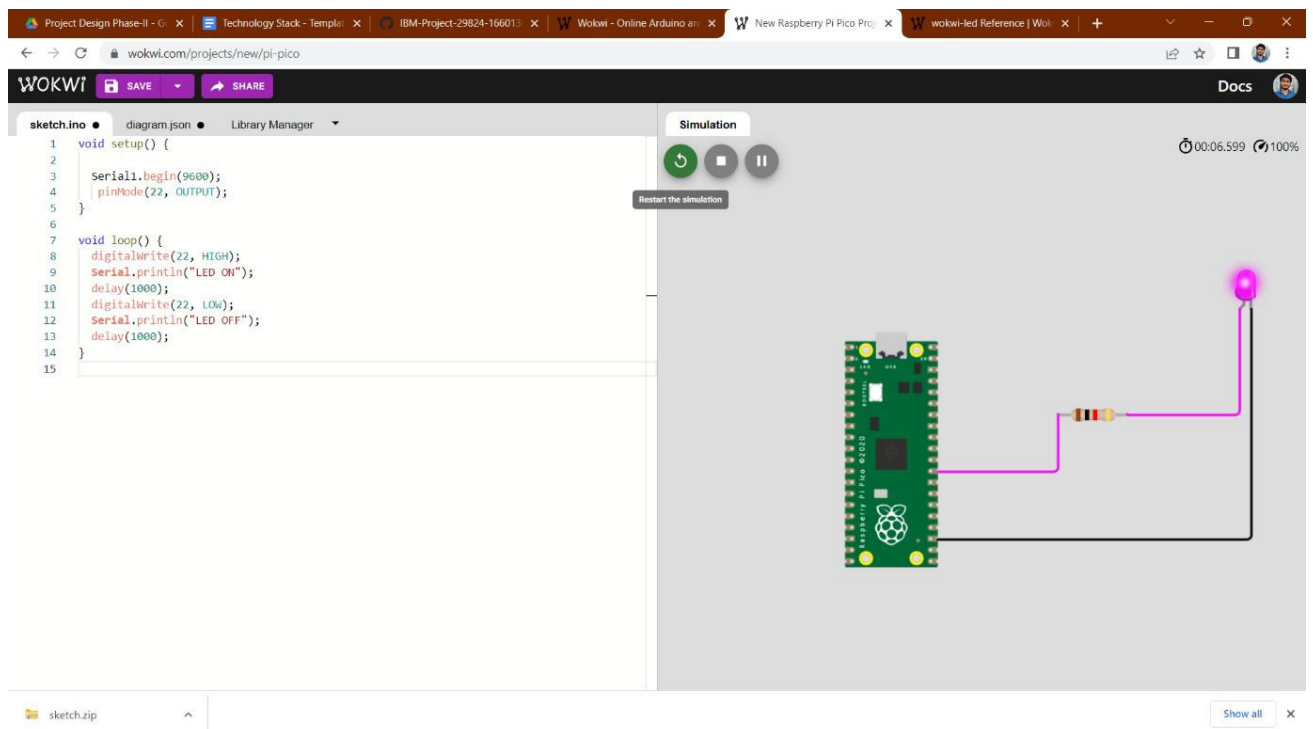 Project Design Phase-II - G
Technology Stack - Templat
IBM-Project-29824-166013
Wokwi - Online Arduino an
New Raspberry Pi Pico Proj
wokwi-led Reference | Wok
wokwi.com/projects/new/pi-pico
WOKWi
SAVE
SHARE
Docs
sketch.ino
diagram.json
Library Manager
Simulation
00:06.599
100%
Restart the simulation
1 void setup() {
2
3 Serial1.begin(9600);
4 pinMode(22, OUTPUT);
5 }
6
7 void loop() {
8 digitalWrite(22, HIGH);
9 Serial.println("LED ON");
10 delay(1000);
11 digitalWrite(22, LOW);
12 Serial.println("LED OFF");
13 delay(1000);
14 }
15
LED
USB
BOOTSEL
Raspberry Pi Pico ©2020
sketch.zip
Show all